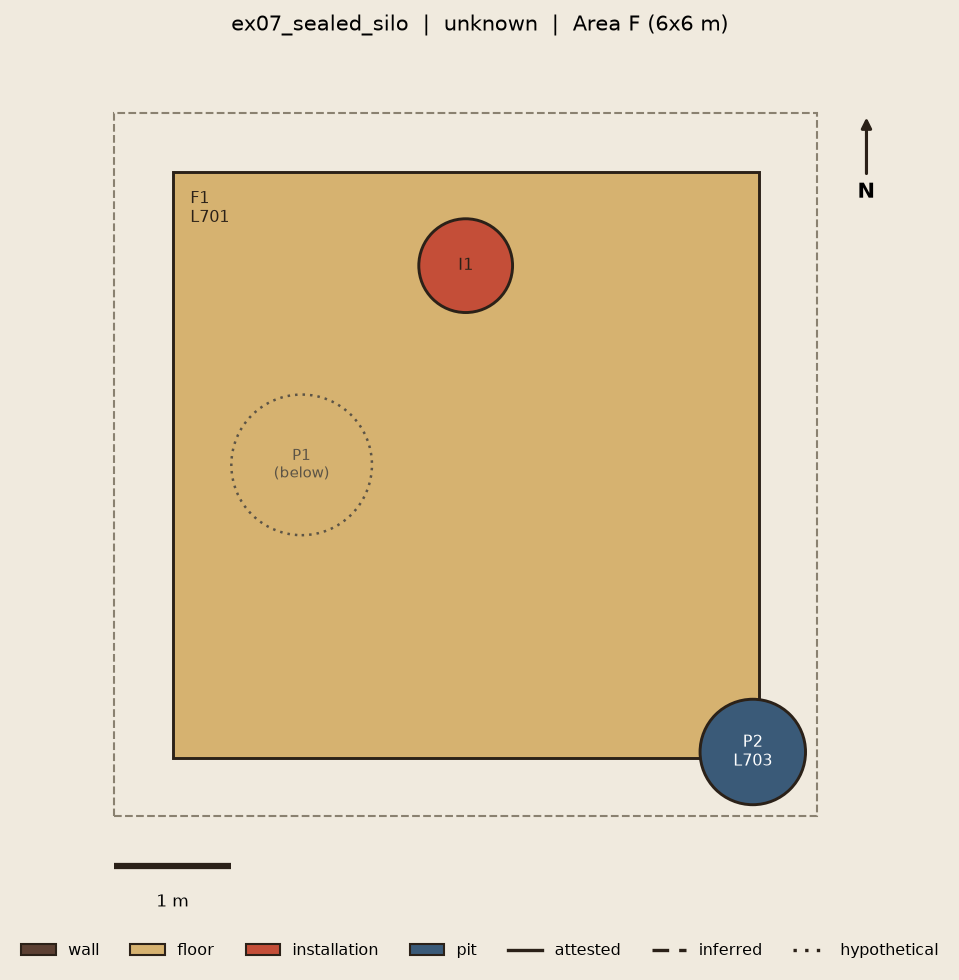 ex07_sealed_silo | unknown | Area F (6x6 m)
N
F1
L701
I1
P1
(below)
P2
L703
1 m
wall floor installation pit attested inferred hypothetical